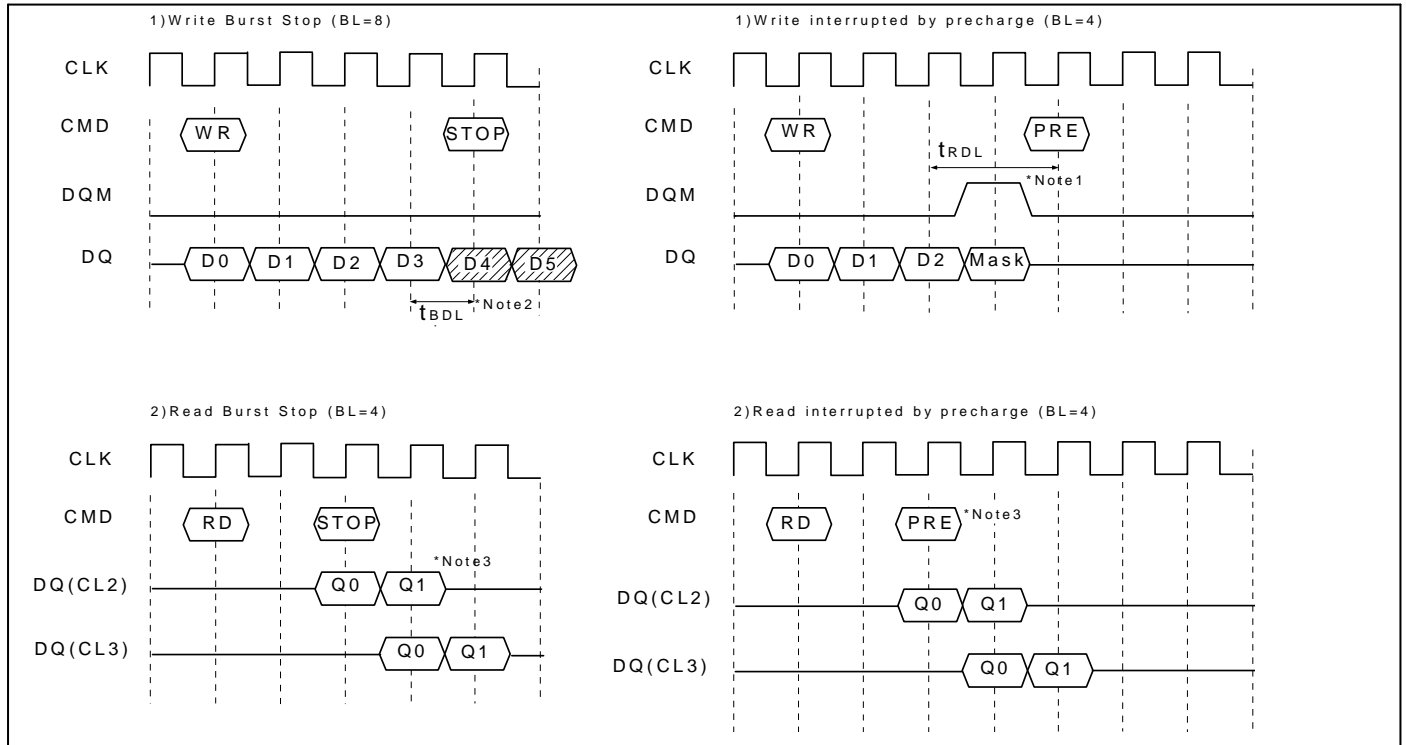 1)Write Burst Stop (BL=8)
CLK
CMD WR STOP
DQM
DQ D0 D1 D2 D3 D4 D5
tBDL *Note2
1)Write interrupted by precharge (BL=4)
CLK
CMD WR PRE
tRDL
*Note1
DQM
DQ D0 D1 D2 Mask
2)Read Burst Stop (BL=4)
CLK
CMD RD STOP
*Note3
DQ(CL2) Q0 Q1
DQ(CL3) Q0 Q1
2)Read interrupted by precharge (BL=4)
CLK
CMD RD PRE *Note3
DQ(CL2) Q0 Q1
DQ(CL3) Q0 Q1